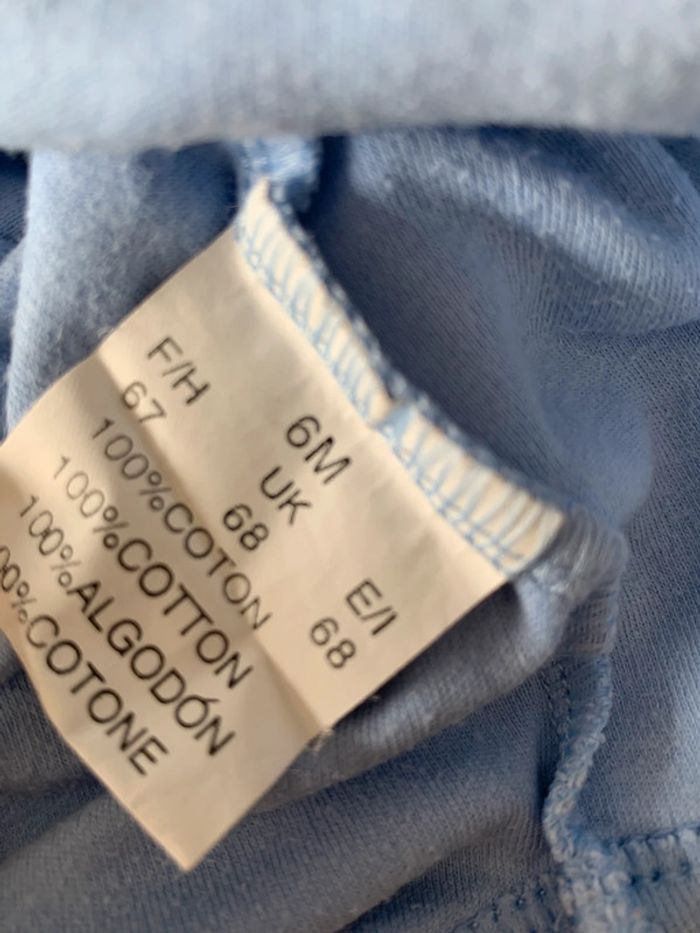 6M
F/H UK E/I
67 68 68
100%COTON
100%COTTON
100%ALGODÓN
00%COTONE